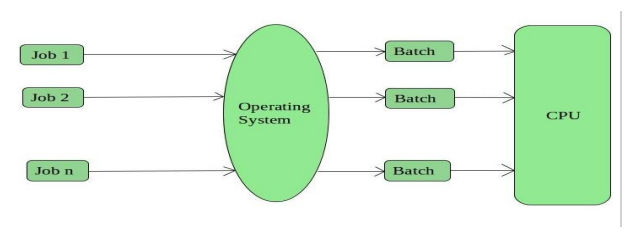 Job 1
Job 2
Job n
Operating
System
Batch
Batch
Batch
CPU